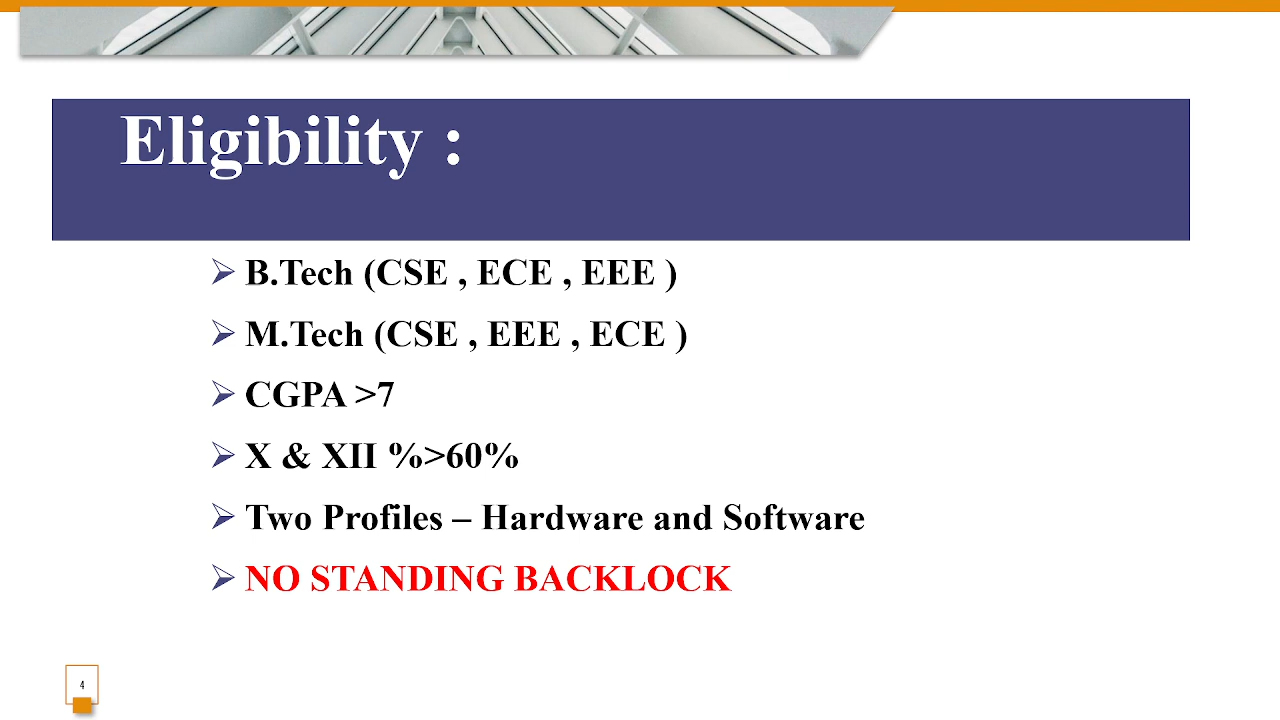 Eligibility :
B.Tech (CSE , ECE , EEE )
M.Tech (CSE , EEE , ECE )
CGPA >7
X & XII %>60%
Two Profiles – Hardware and Software
NO STANDING BACKLOCK
4